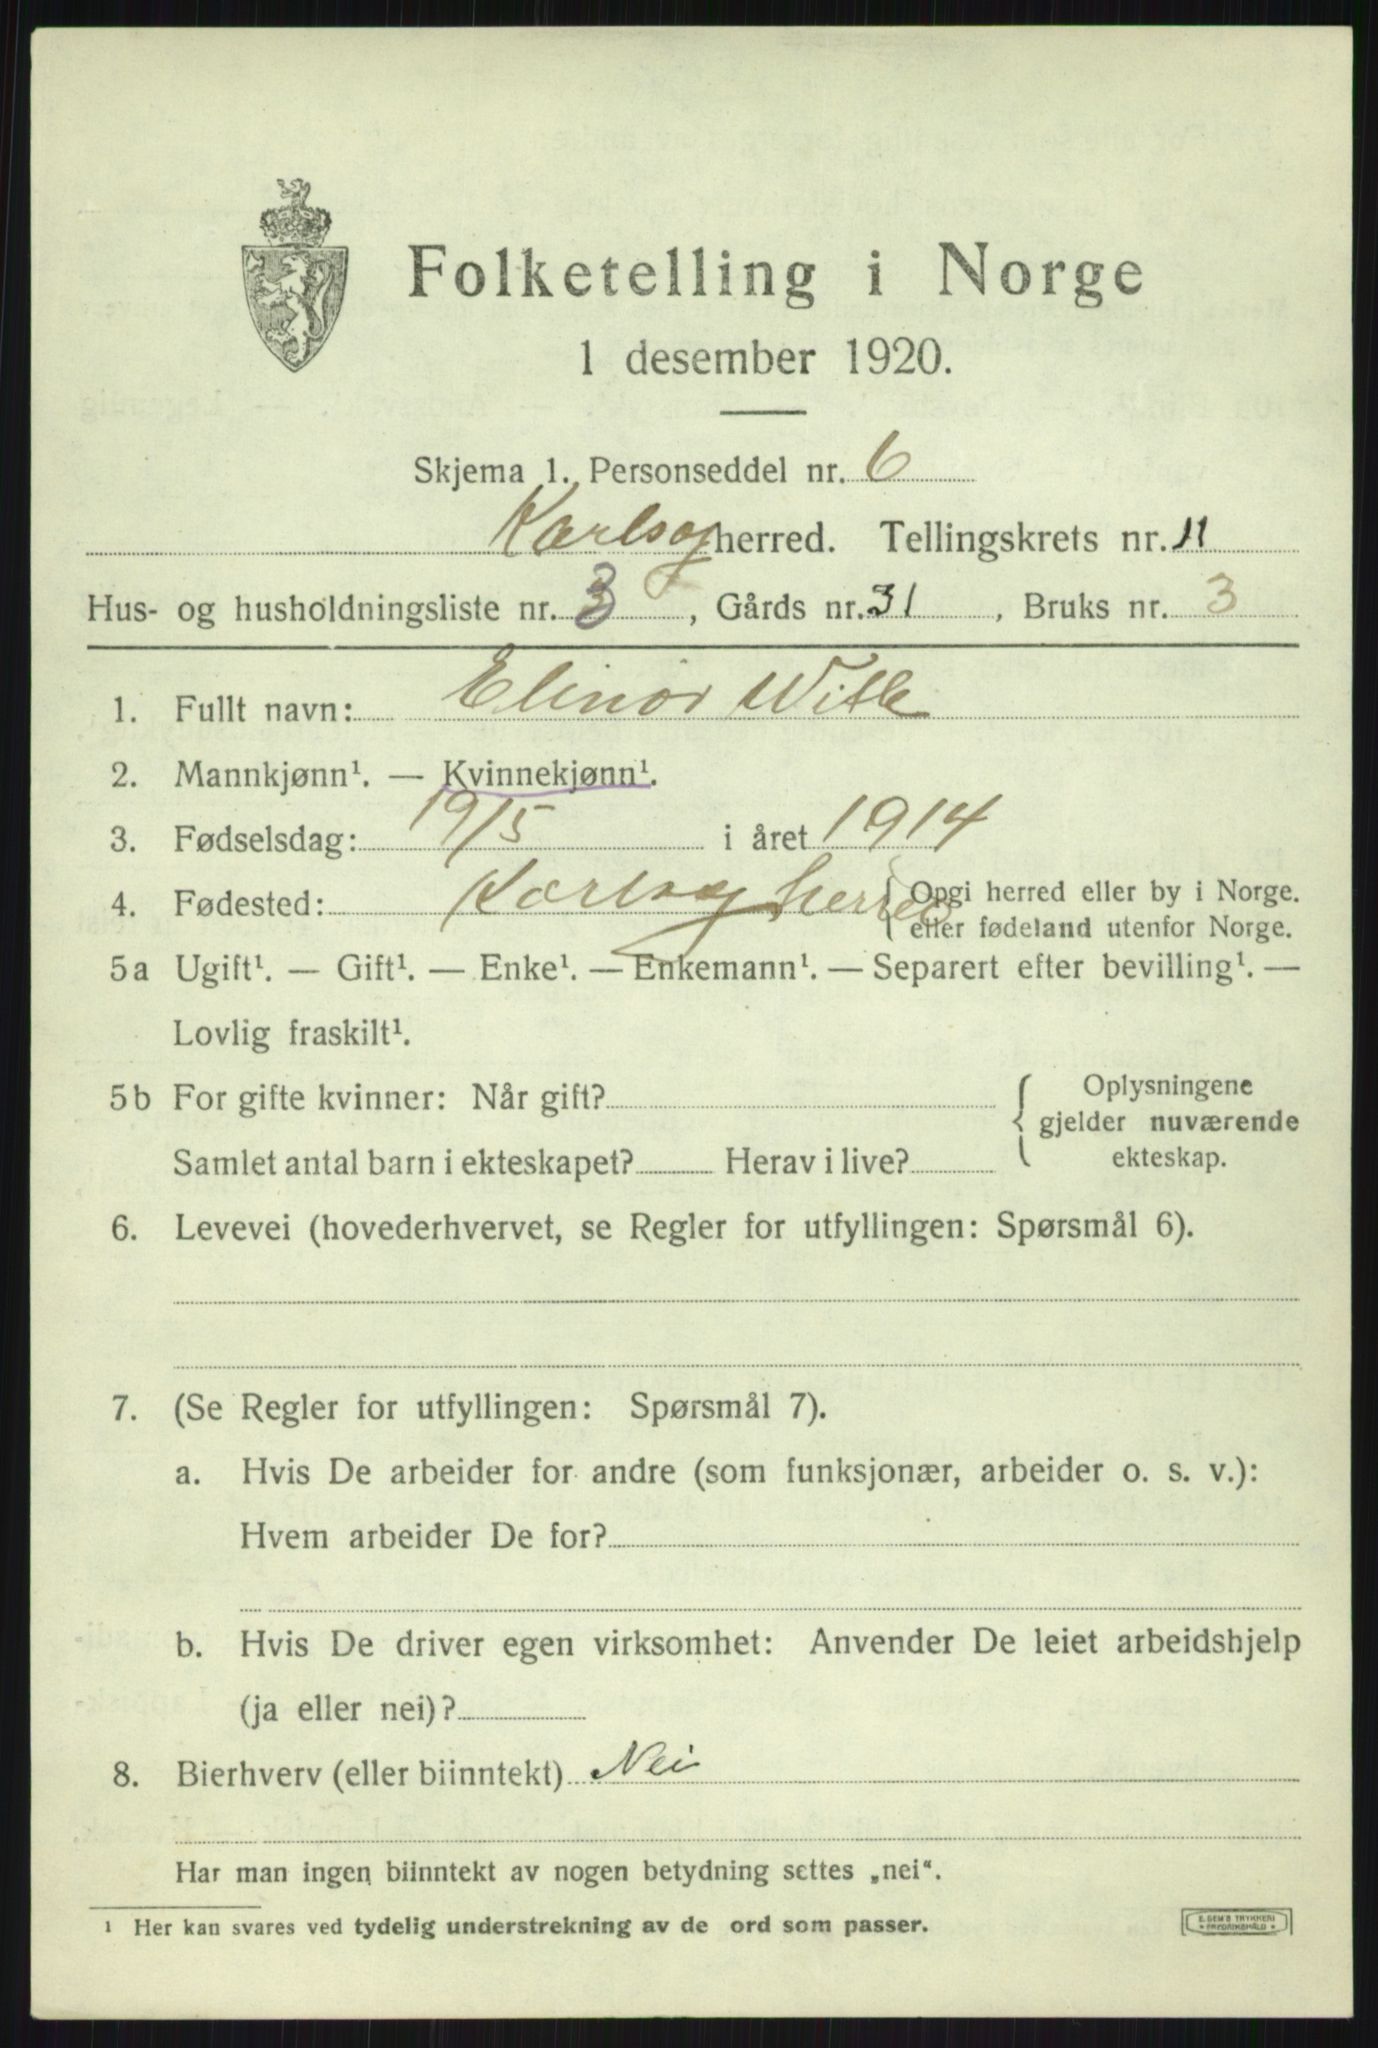 Folketelling i Norge
1 desember 1920.
Skjema 1. Personseddel nr. 6
Karlsøy herred. Tellingskrets nr. 11
Hus- og husholdningsliste nr. 3, Gårds nr. 31, Bruks nr. 3
1. Fullt navn: Elinor
2. Mannkjønn¹. — Kvinnekjønn¹.
3. Fødselsdag: 19/5 i året 1914
4. Fødested: Karlsøy herred { Opgi herred eller by i Norge.
eller fødeland utenfor Norge.
5a Ugift¹. — Gift¹. — Enke¹. — Enkemann¹. — Separert efter bevilling¹. —
Lovlig fraskilt¹.
5b For gifte kvinner: Når gift? { Oplysningene
gjelder nuværende
Samlet antal barn i ekteskapet? Herav i live? ekteskap.
6. Levevei (hovederhvervet, se Regler for utfyllingen: Spørsmål 6).
7. (Se Regler for utfyllingen: Spørsmål 7).
a. Hvis De arbeider for andre (som funksjonær, arbeider o. s. v.):
Hvem arbeider De for?
b. Hvis De driver egen virksomhet: Anvender De leiet arbeidshjelp
(ja eller nei)?
8. Bierhverv (eller biinntekt) Nei
Har man ingen biinntekt av nogen betydning settes „nei“.
¹ Her kan svares ved tydelig understrekning av de ord som passer.
E. SEM'S TRYKKERI
FREDRIKSHALD